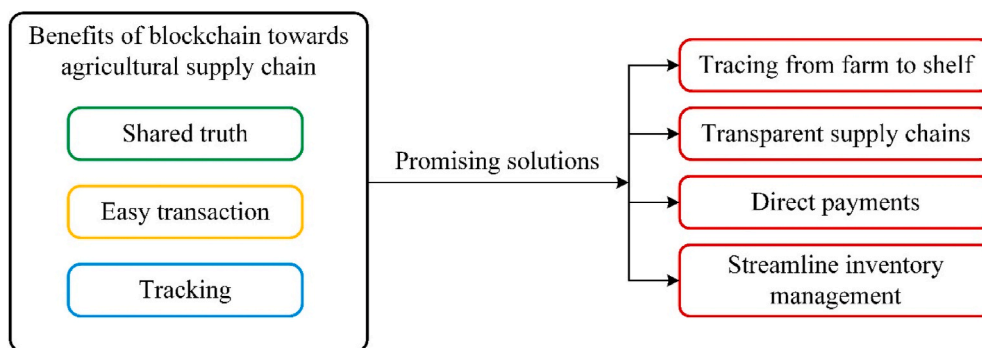 Benefits of blockchain towards
agricultural supply chain
Shared truth
Easy transaction
Tracking
Promising solutions
Tracing from farm to shelf
Transparent supply chains
Direct payments
Streamline inventory
management